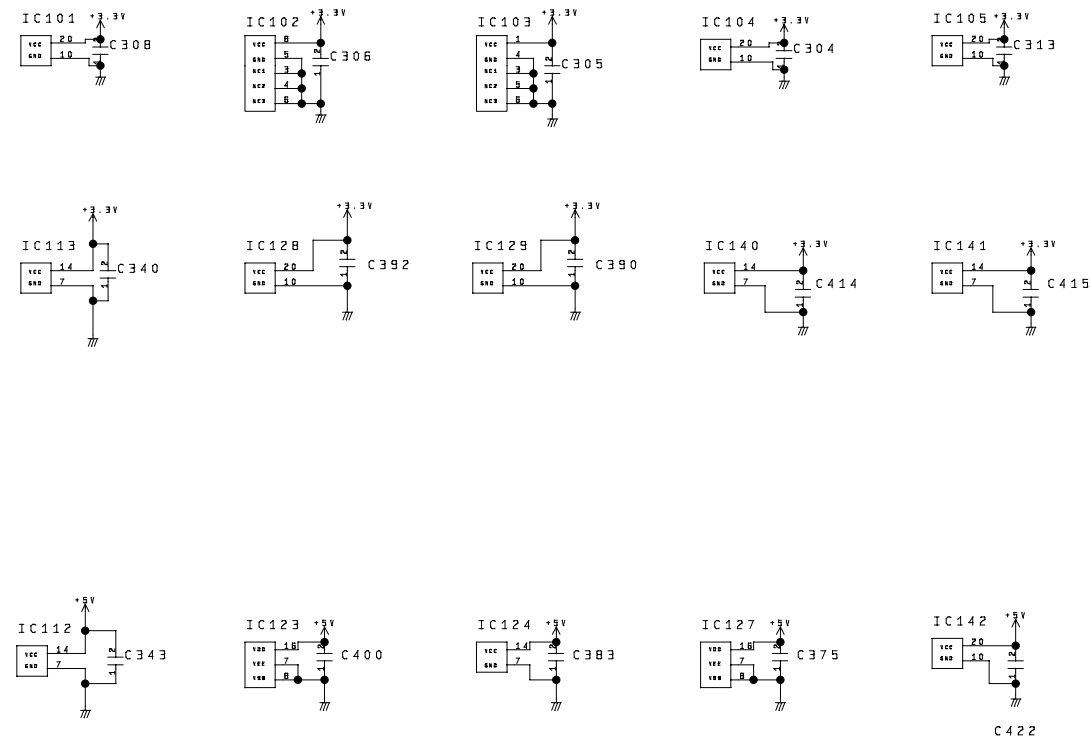 IC101 +3.3V
VCC 20 2 C308
GND 10 1
IC102 +3.3V
VCC 8
GND 5 2 C306
NC1 3 1
NC2 4
NC3 6
IC103 +3.3V
VCC 1
GND 4 2 C305
NC1 3 1
NC2 5
NC3 6
IC104 +3.3V
VCC 20 2 C304
GND 10 1
IC105 +3.3V
VCC 20 2 C313
GND 10 1
+3.3V
IC113
VCC 14 2 C340
GND 7 1
+3.3V
IC128 2
VCC 20 C392
GND 10 1
+3.3V
IC129 2
VCC 20 C390
GND 10 1
IC140 +3.3V
VCC 14 2
GND 7 C414
1
IC141 +3.3V
VCC 14 2
GND 7 C415
1
+5V
IC112
VCC 14 2 C343
GND 7 1
IC123 +5V
VDD 16 2
VEE 7 C400
VSS 8 1
IC124 +5V
VCC 14 2 C383
GND 7 1
IC127 +5V
VDD 16 2
VEE 7 C375
VSS 8 1
IC142 +5V
VCC 20 2
GND 10 1
C422